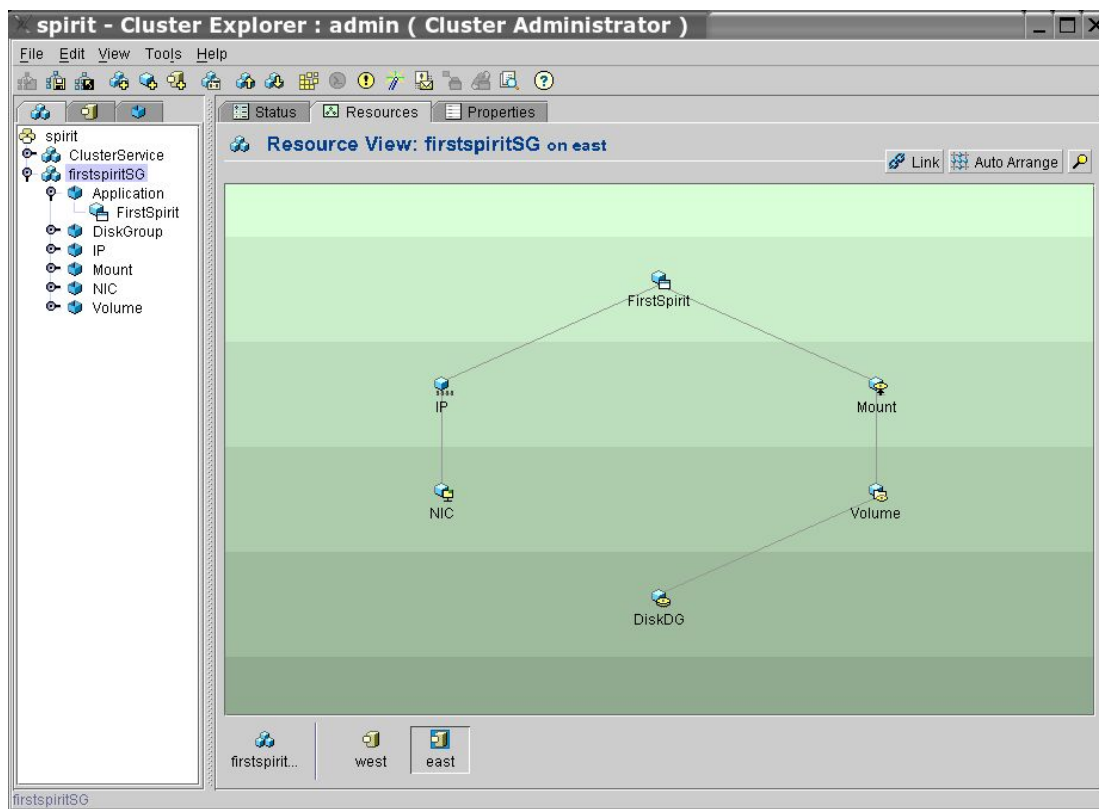 spirit - Cluster Explorer : admin ( Cluster Administrator )
File Edit View Tools Help
Status Resources Properties
spirit
ClusterService
firstspiritSG
Application
FirstSpirit
DiskGroup
IP
Mount
NIC
Volume
Resource View: firstspiritSG on east
Link Auto Arrange
FirstSpirit
IP Mount
NIC Volume
DiskDG
firstspirit... west east
firstspiritSG